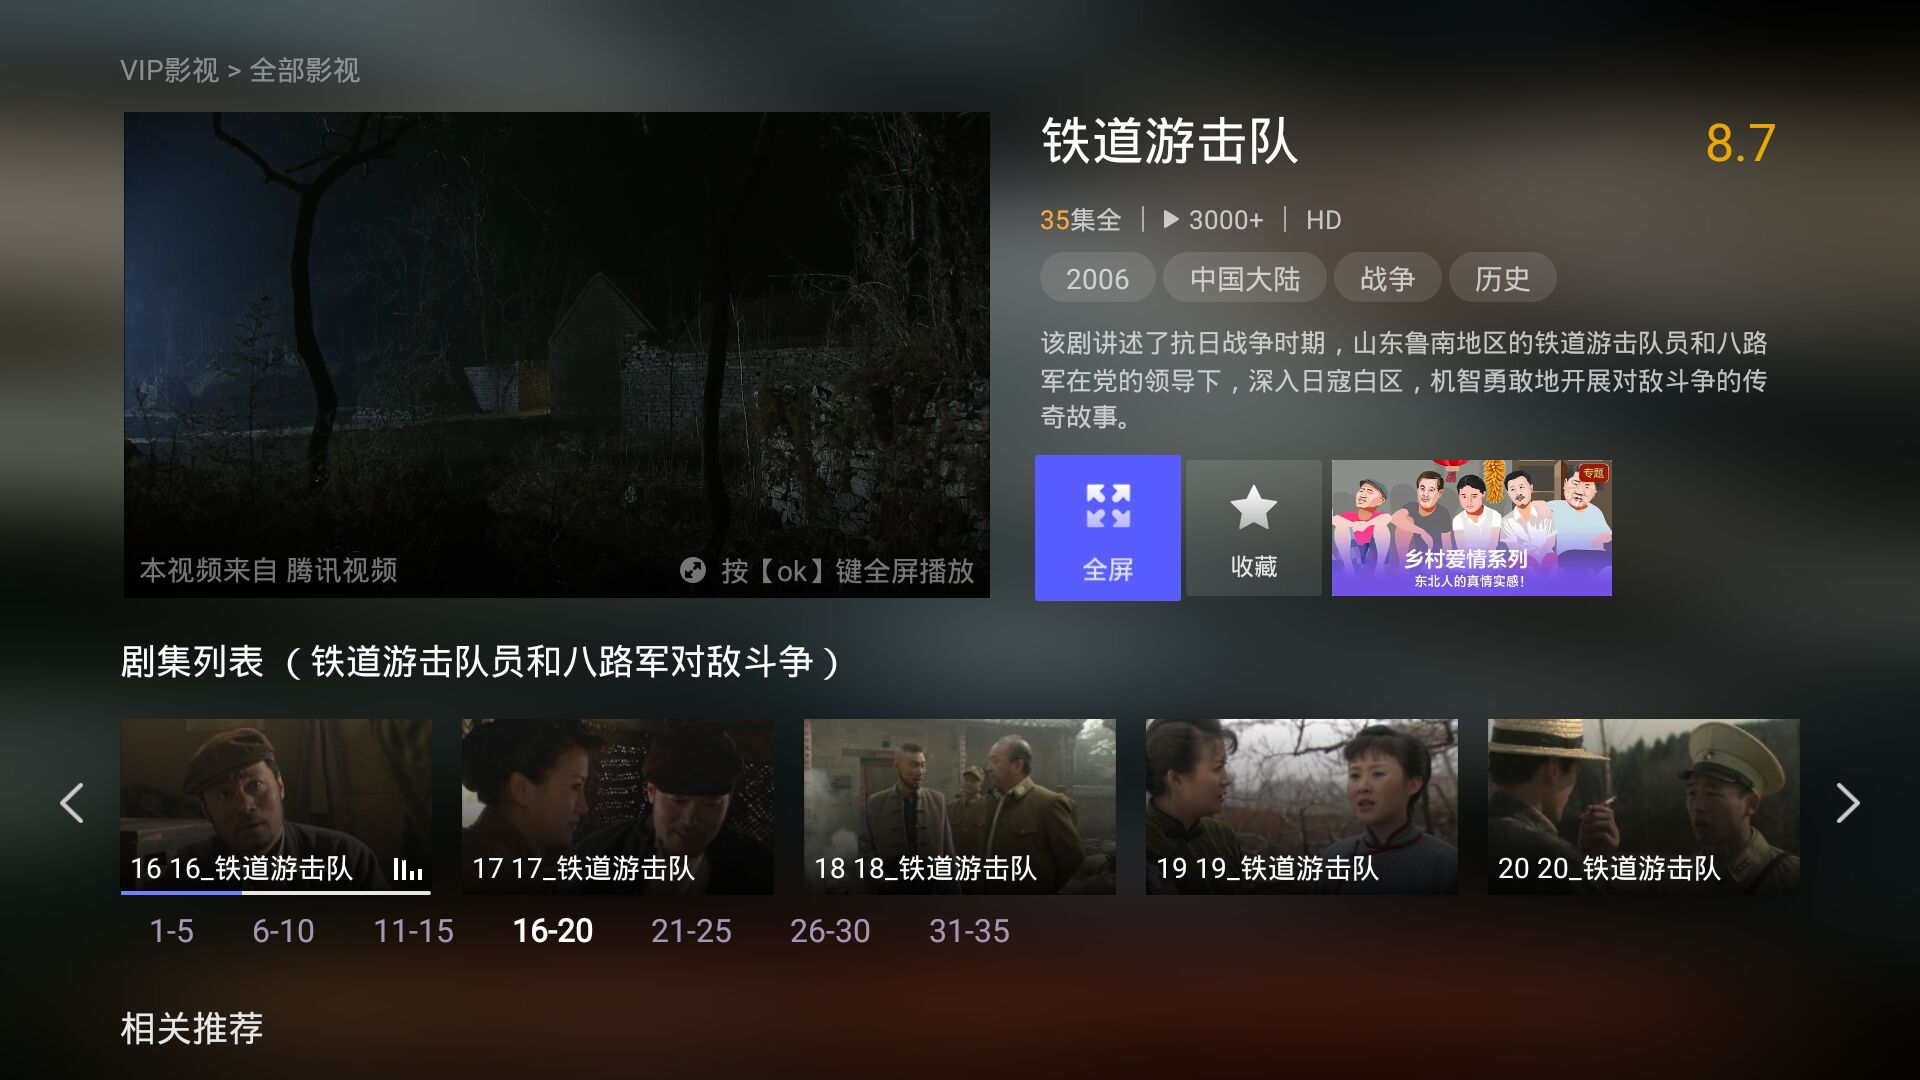 VIP影视 > 全部影视
铁道游击队
8.7
35集全 | 3000+ | HD
2006 中国大陆 战争 历史
该剧讲述了抗日战争时期，山东鲁南地区的铁道游击队员和八路
军在党的领导下，深入日寇白区，机智勇敢地开展对敌斗争的传
奇故事。
本视频来自 腾讯视频
按【ok】键全屏播放
全屏
收藏
专题
乡村爱情系列
东北人的真情实感!
剧集列表（铁道游击队员和八路军对敌斗争）
16 16_铁道游击队
17 17_铁道游击队
18 18_铁道游击队
19 19_铁道游击队
20 20_铁道游击队
1-5 6-10 11-15 16-20 21-25 26-30 31-35
相关推荐